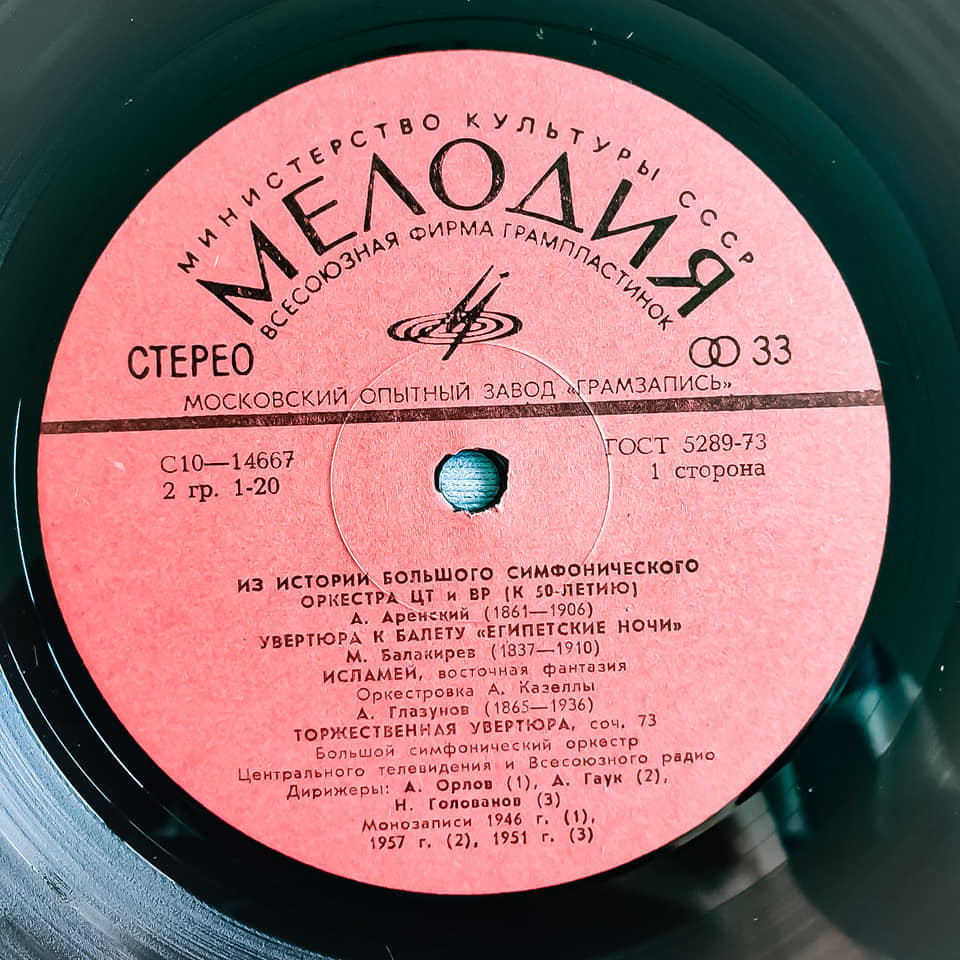 МИНИСТЕРСТВО КУЛЬТУРЫ СССР
МЕЛОДИЯ
ВСЕСОЮЗНАЯ ФИРМА ГРАМПЛАСТИНОК
СТЕРЕО
33
МОСКОВСКИЙ ОПЫТНЫЙ ЗАВОД «ГРАМЗАПИСЬ»
С10—14667
2 гр. 1-20
ГОСТ 5289-73
1 сторона
ИЗ ИСТОРИИ БОЛЬШОГО СИМФОНИЧЕСКОГО
ОРКЕСТРА ЦТ и ВР (К 50-ЛЕТИЮ)
А. Аренский (1861—1906)
УВЕРТЮРА К БАЛЕТУ «ЕГИПЕТСКИЕ НОЧИ»
М. Балакирев (1837—1910)
ИСЛАМЕЙ, восточная фантазия
Оркестровка А. Казеллы
А. Глазунов (1865—1936)
ТОРЖЕСТВЕННАЯ УВЕРТЮРА, соч. 73
Большой симфонический оркестр
Центрального телевидения и Всесоюзного радио
Дирижеры: А. Орлов (1), А. Гаук (2),
Н. Голованов (3)
Монозаписи 1946 г. (1),
1957 г. (2), 1951 г. (3)